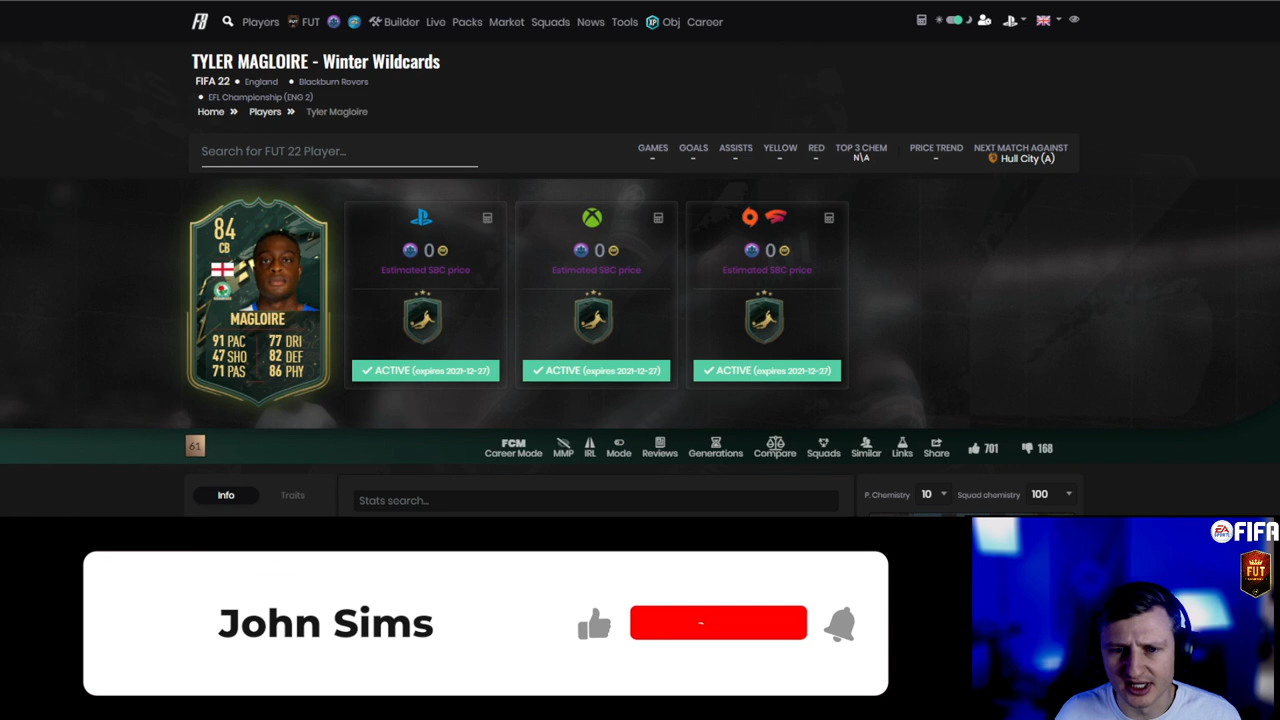 FB Players FUT Builder Live Packs Market Squads News Tools XP Obj Career
TYLER MAGLOIRE - Winter Wildcards
FIFA 22 • England • Blackburn Rovers
• EFL Championship (ENG 2)
Home » Players » Tyler Magloire
Search for FUT 22 Player...
GAMES GOALS ASSISTS YELLOW RED TOP 3 CHEM PRICE TREND NEXT MATCH AGAINST
- - - - - N\A - Hull City (A)
84
CB
MAGLOIRE
91 PAC 77 DRI
47 SHO 82 DEF
71 PAS 86 PHY
0 0 0
Estimated SBC price Estimated SBC price Estimated SBC price
ACTIVE (expires 2021-12-27) ACTIVE (expires 2021-12-27) ACTIVE (expires 2021-12-27)
61
FCM
Career Mode MMP IRL Mode Reviews Generations Compare Squads Similar Links Share 701 168
Info Traits Stats search... P. Chemistry 10 Squad chemistry 100
EA SPORTS FIFA
FUT
John Sims